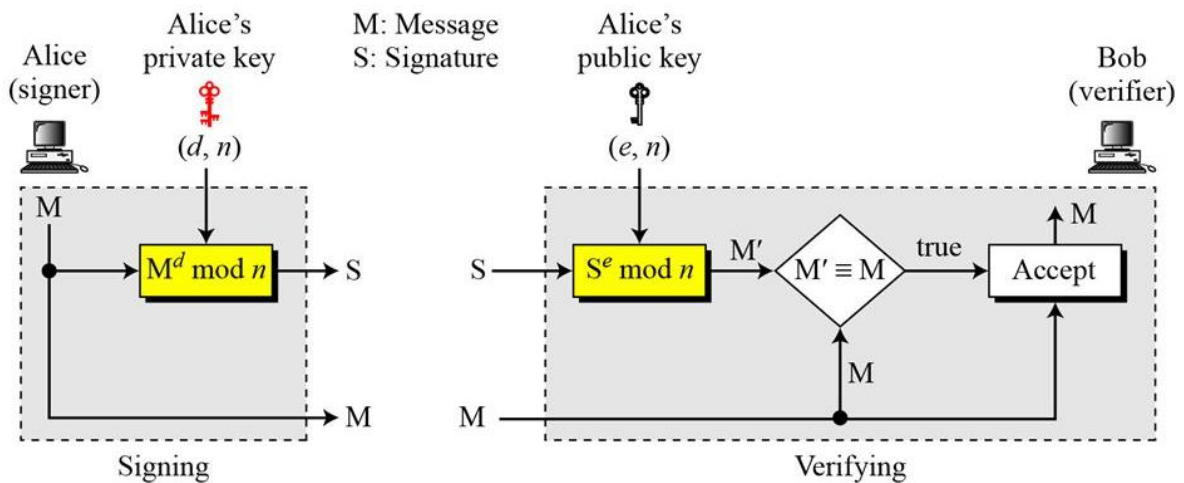 Alice
(signer)
Alice’s
private key
(d, n)
M: Message
S: Signature
Alice’s
public key
(e, n)
Bob
(verifier)
M
M^d mod n
S
M
Signing
S
S^e mod n
M′
M′ ≡ M
true
Accept
M
M
M
Verifying